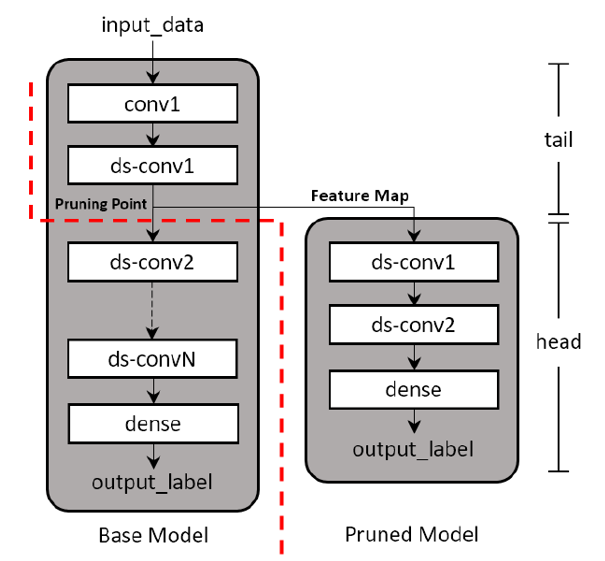 input_data
conv1
ds-conv1
Pruning Point
Feature Map
ds-conv2
ds-convN
dense
output_label
Base Model
ds-conv1
ds-conv2
dense
output_label
Pruned Model
tail
head